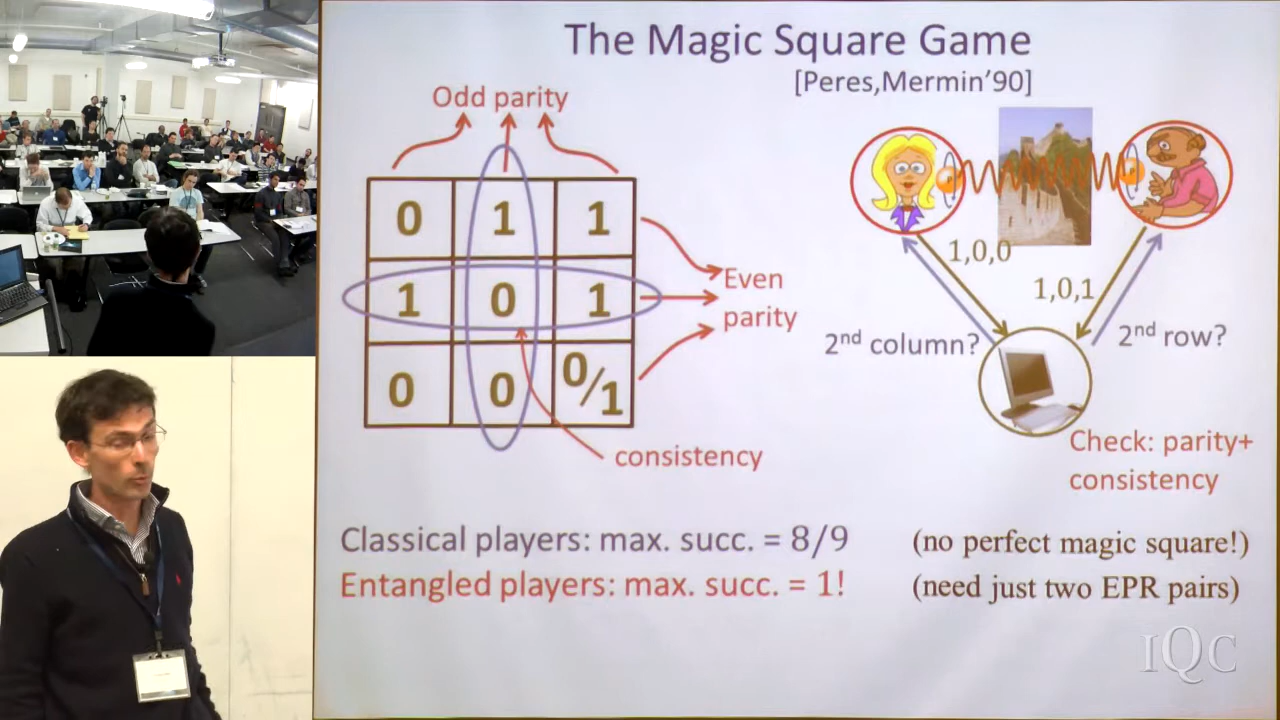 The Magic Square Game
[Peres,Mermin'90]
Odd parity
0 1 1
1 0 1
0 0 0/1
Even
parity
consistency
1,0,0
1,0,1
2nd column?
2nd row?
Check: parity+
consistency
Classical players: max. succ. = 8/9 (no perfect magic square!)
Entangled players: max. succ. = 1! (need just two EPR pairs)
IQC